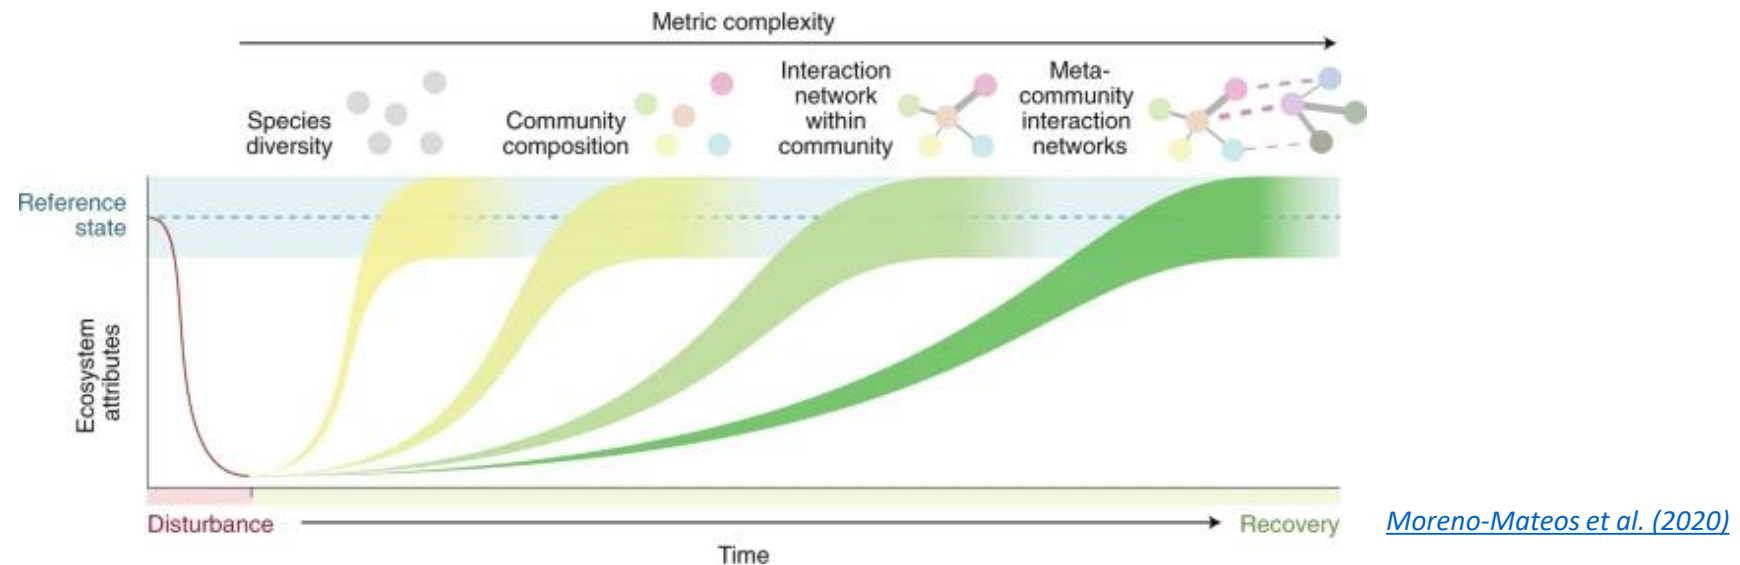 Metric complexity
Species
diversity
Community
composition
Interaction
network
within
community
Meta-
community
interaction
networks
Reference
state
Ecosystem
attributes
Disturbance
Recovery
Time
Moreno-Mateos et al. (2020)